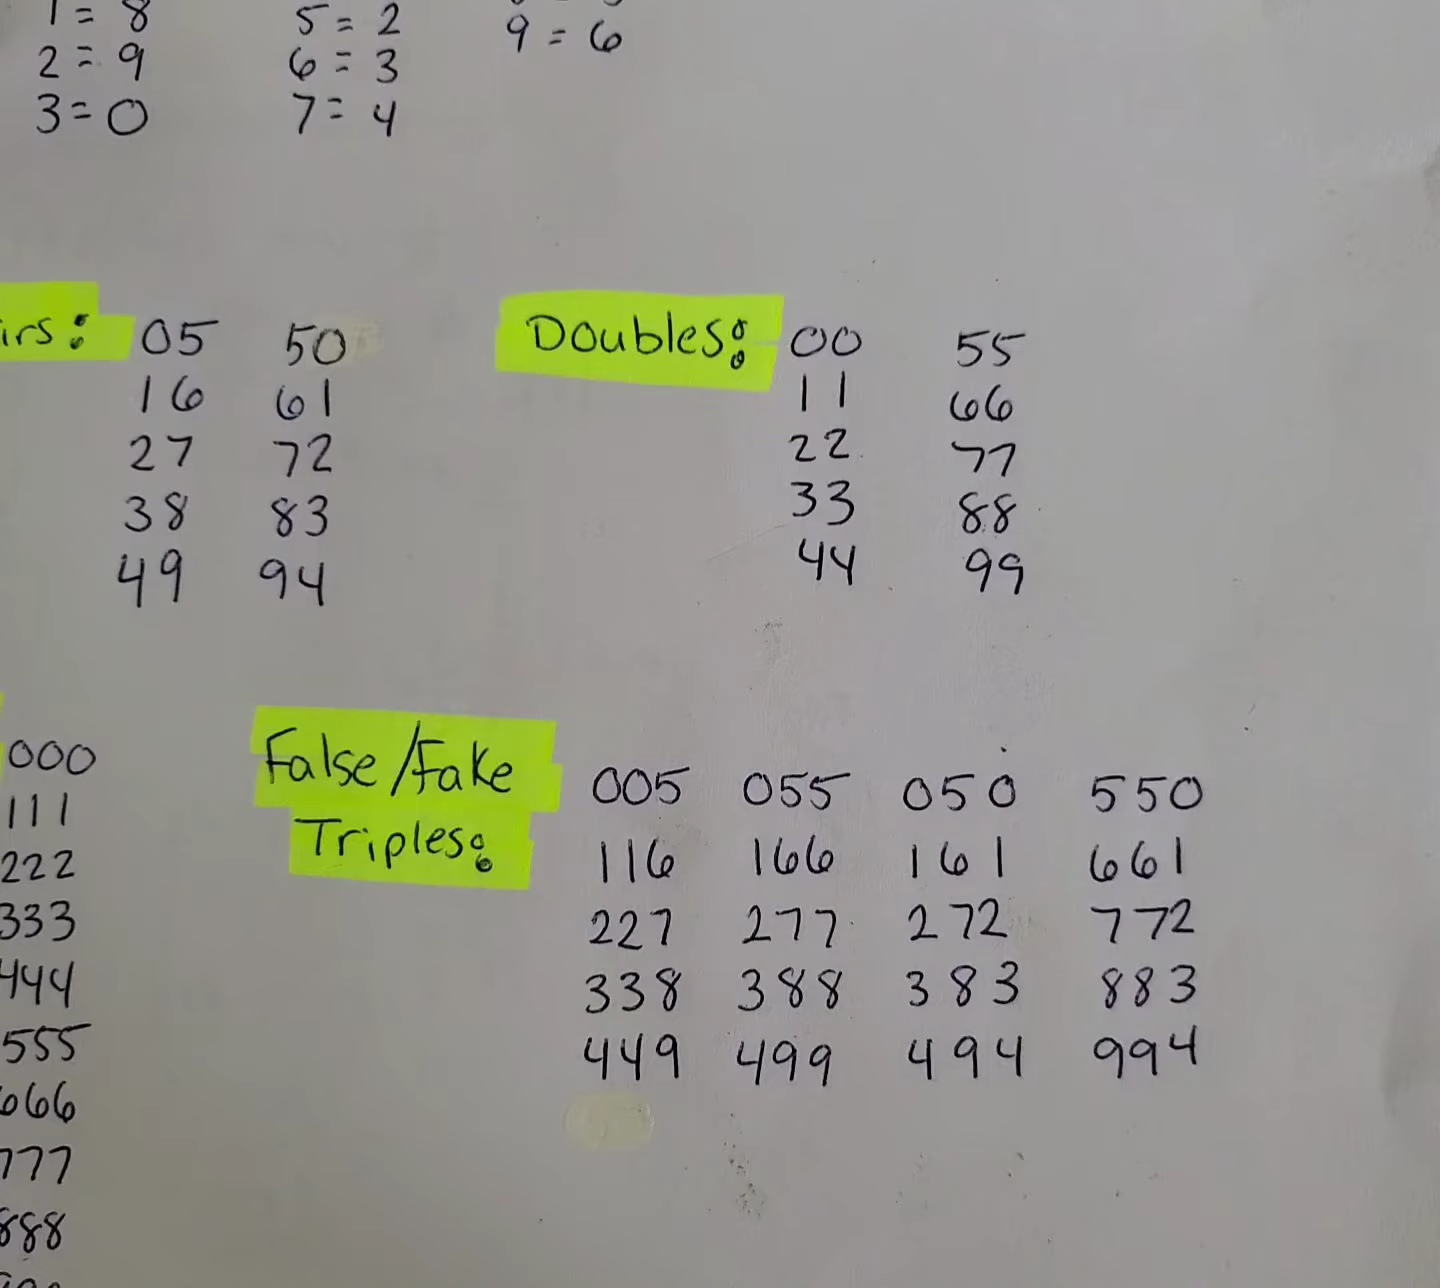 1 = 8 5 = 2 9 = 6
2 = 9 6 = 3
3 = 0 7 = 4
irs: 05 50
16 61
27 72
38 83
49 94
Doubles: 00 55
11 66
22 77
33 88
44 99
000
111
222
333
444
555
666
777
888
False/Fake
Triples:
005 055 050 550
116 166 161 661
227 277 272 772
338 388 383 883
449 499 494 994